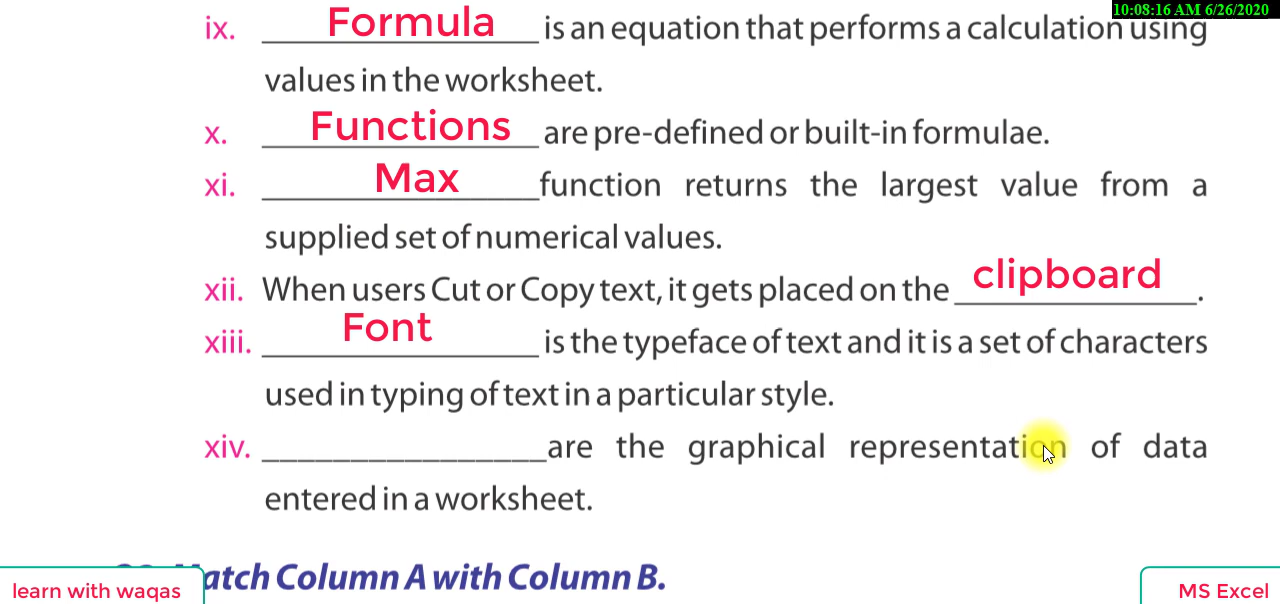 10:08:16 AM 6/26/2020
ix. Formula is an equation that performs a calculation using
values in the worksheet.
x. Functions are pre-defined or built-in formulae.
xi. Max function returns the largest value from a
supplied set of numerical values.
xii. When users Cut or Copy text, it gets placed on the clipboard.
xiii. Font is the typeface of text and it is a set of characters
used in typing of text in a particular style.
xiv. ________________are the graphical representation of data
entered in a worksheet.
Match Column A with Column B.
learn with waqas
MS Excel